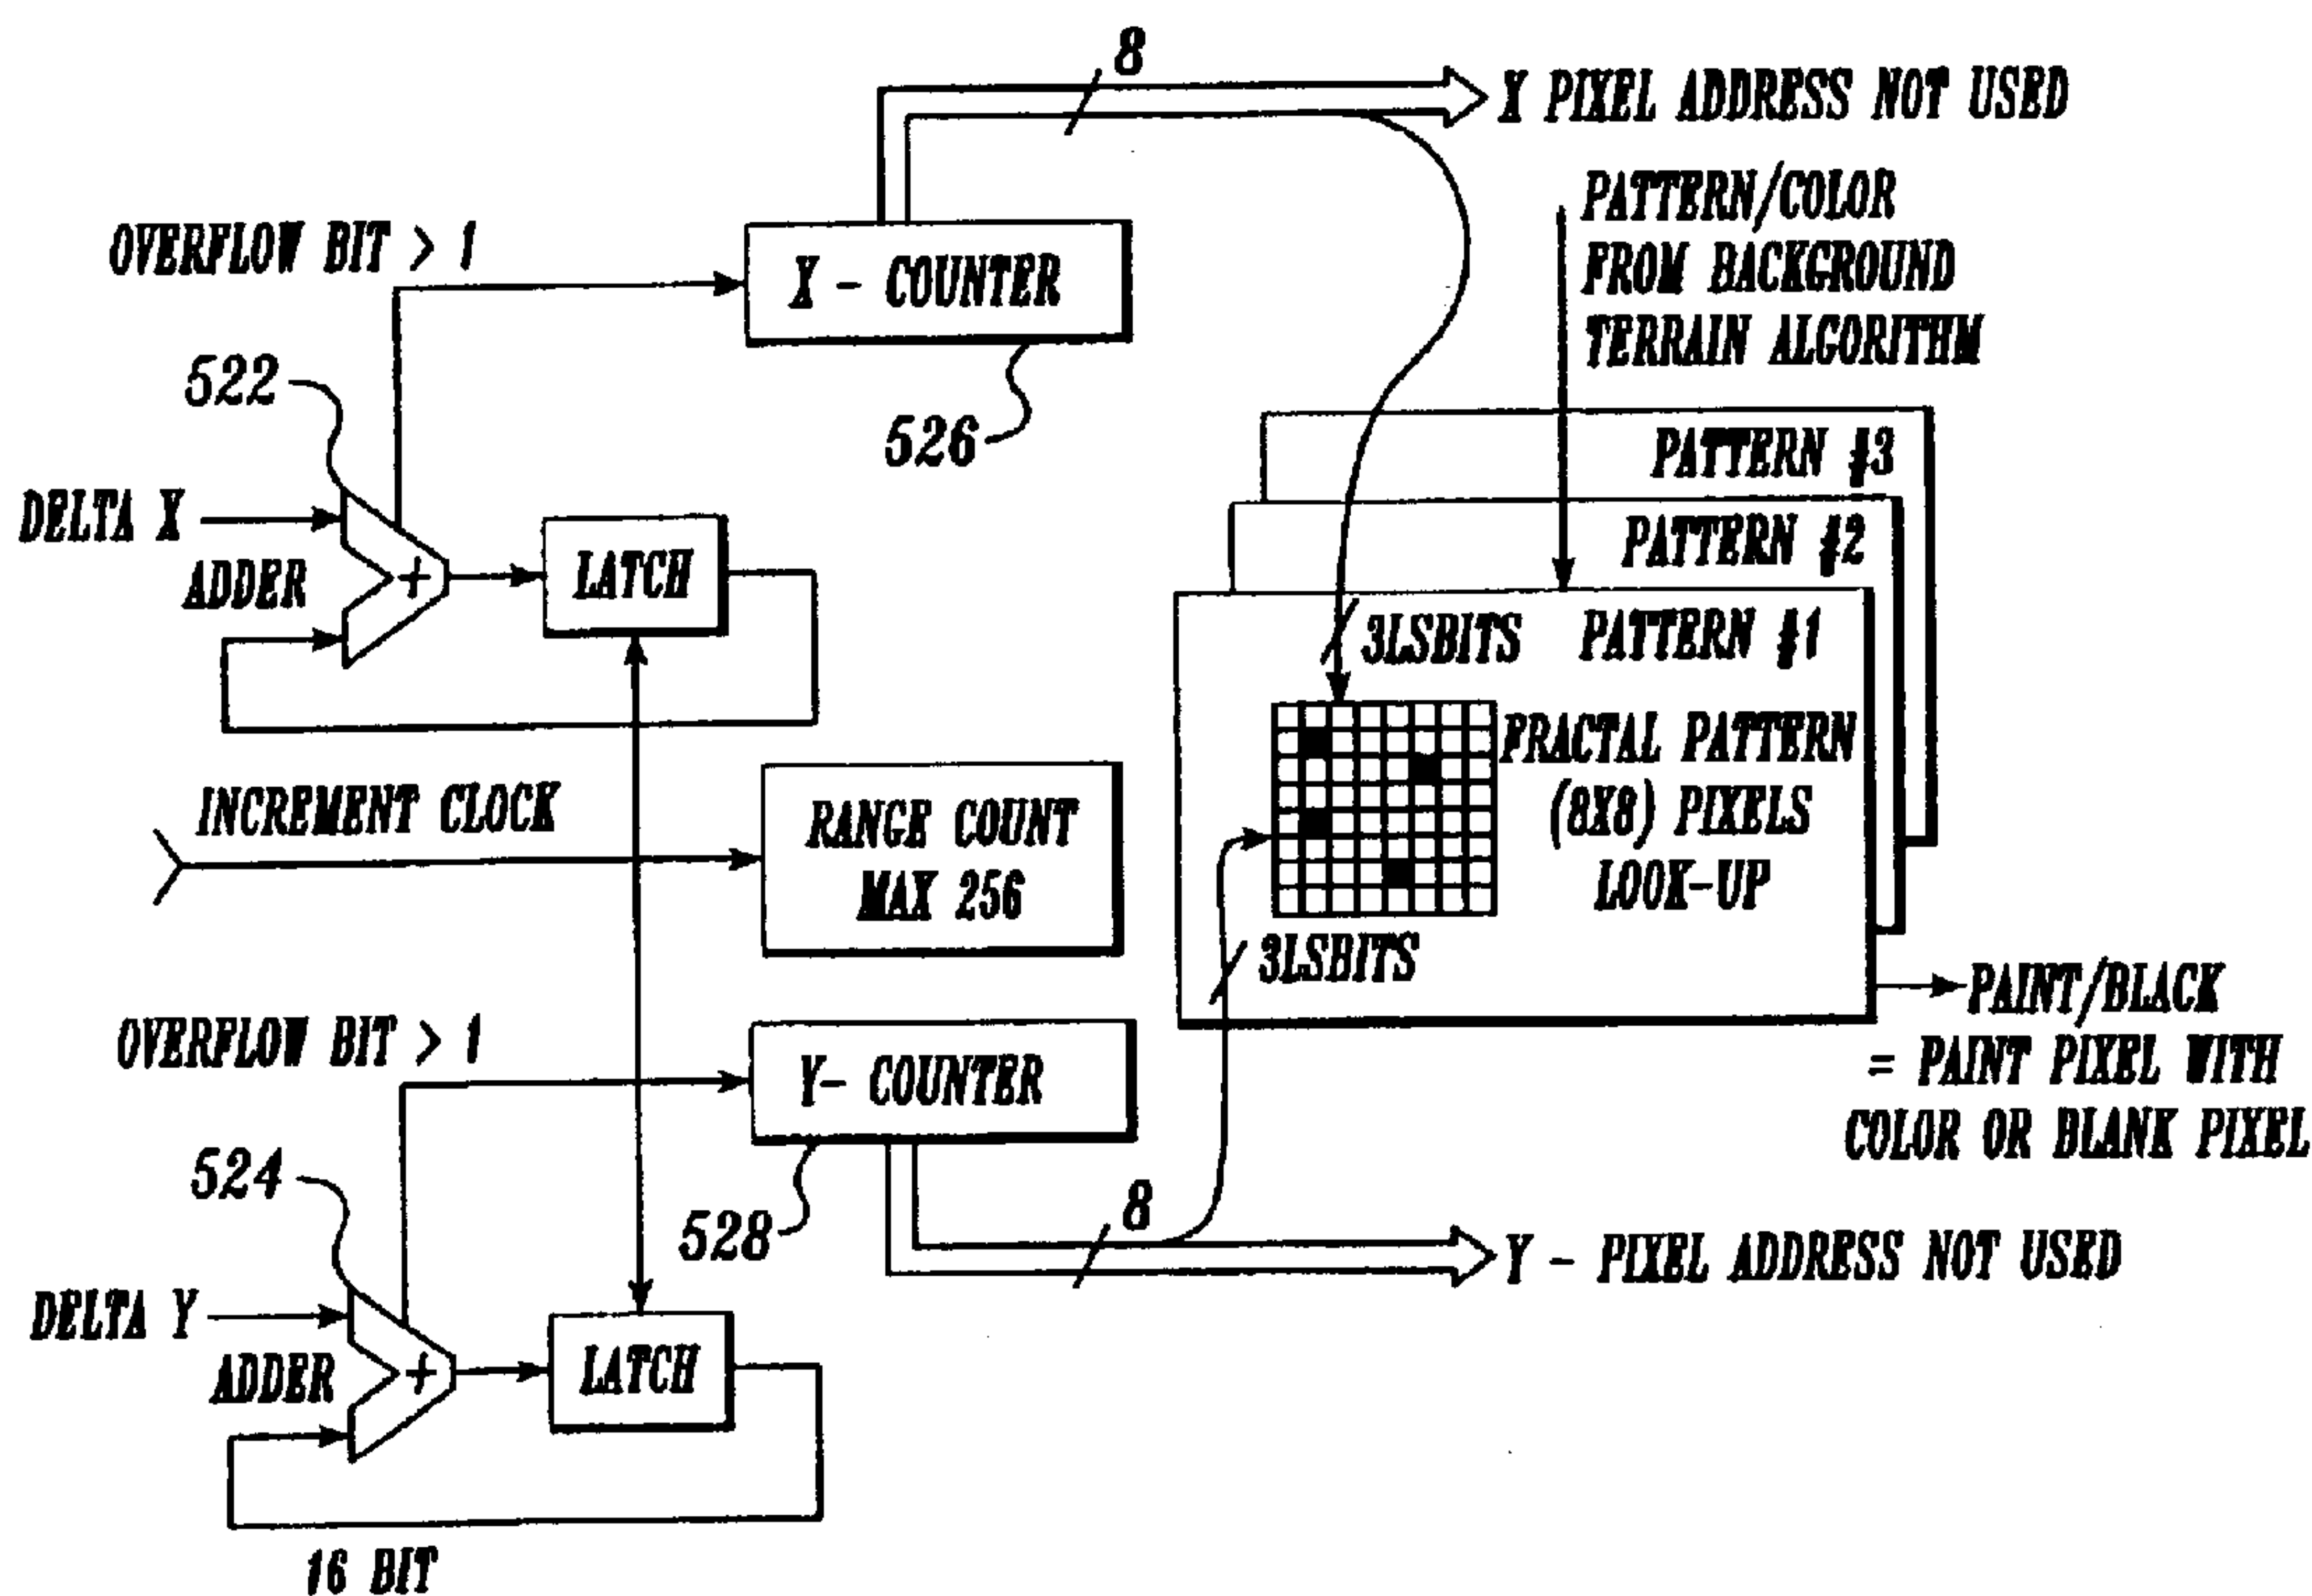 8
X PIXEL ADDRESS NOT USED
PATTERN/COLOR
FROM BACKGROUND
TERRAIN ALGORITHM
OVERFLOW BIT > 1
X - COUNTER
522
526
PATTERN #3
DELTA X
ADDER
+
LATCH
PATTERN #2
3LSBITS
PATTERN #1
INCREMENT CLOCK
RANGE COUNT
MAX 256
FRACTAL PATTERN
(8X8) PIXELS
LOOK-UP
3LSBITS
PAINT/BLACK
= PAINT PIXEL WITH
COLOR OR BLANK PIXEL
OVERFLOW BIT > 1
Y- COUNTER
524
528
8
Y - PIXEL ADDRESS NOT USED
DELTA Y
ADDER
+
LATCH
16 BIT